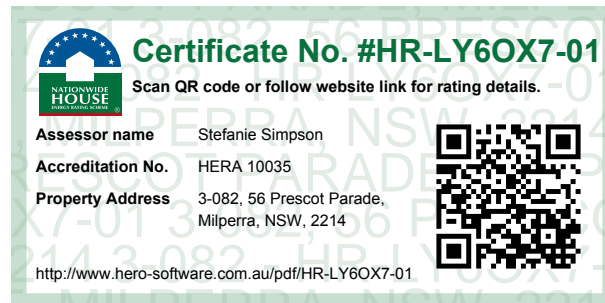 Certificate No. #HR-LY6OX7-01
Scan QR code or follow website link for rating details.
NATIONWIDE
HOUSE
ENERGY RATING SCHEME
®
Assessor name Stefanie Simpson
Accreditation No. HERA 10035
Property Address 3-082, 56 Prescot Parade,
Milperra, NSW, 2214
http://www.hero-software.com.au/pdf/HR-LY6OX7-01